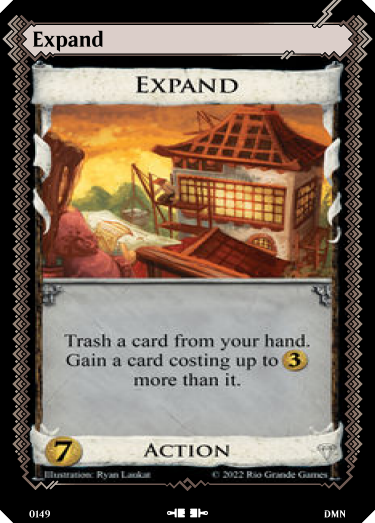 Expand
EXPAND
Trash a card from your hand.
Gain a card costing up to 3
more than it.
7
ACTION
Illustration: Ryan Laukat © 2022 Rio Grande Games
0149 DMN